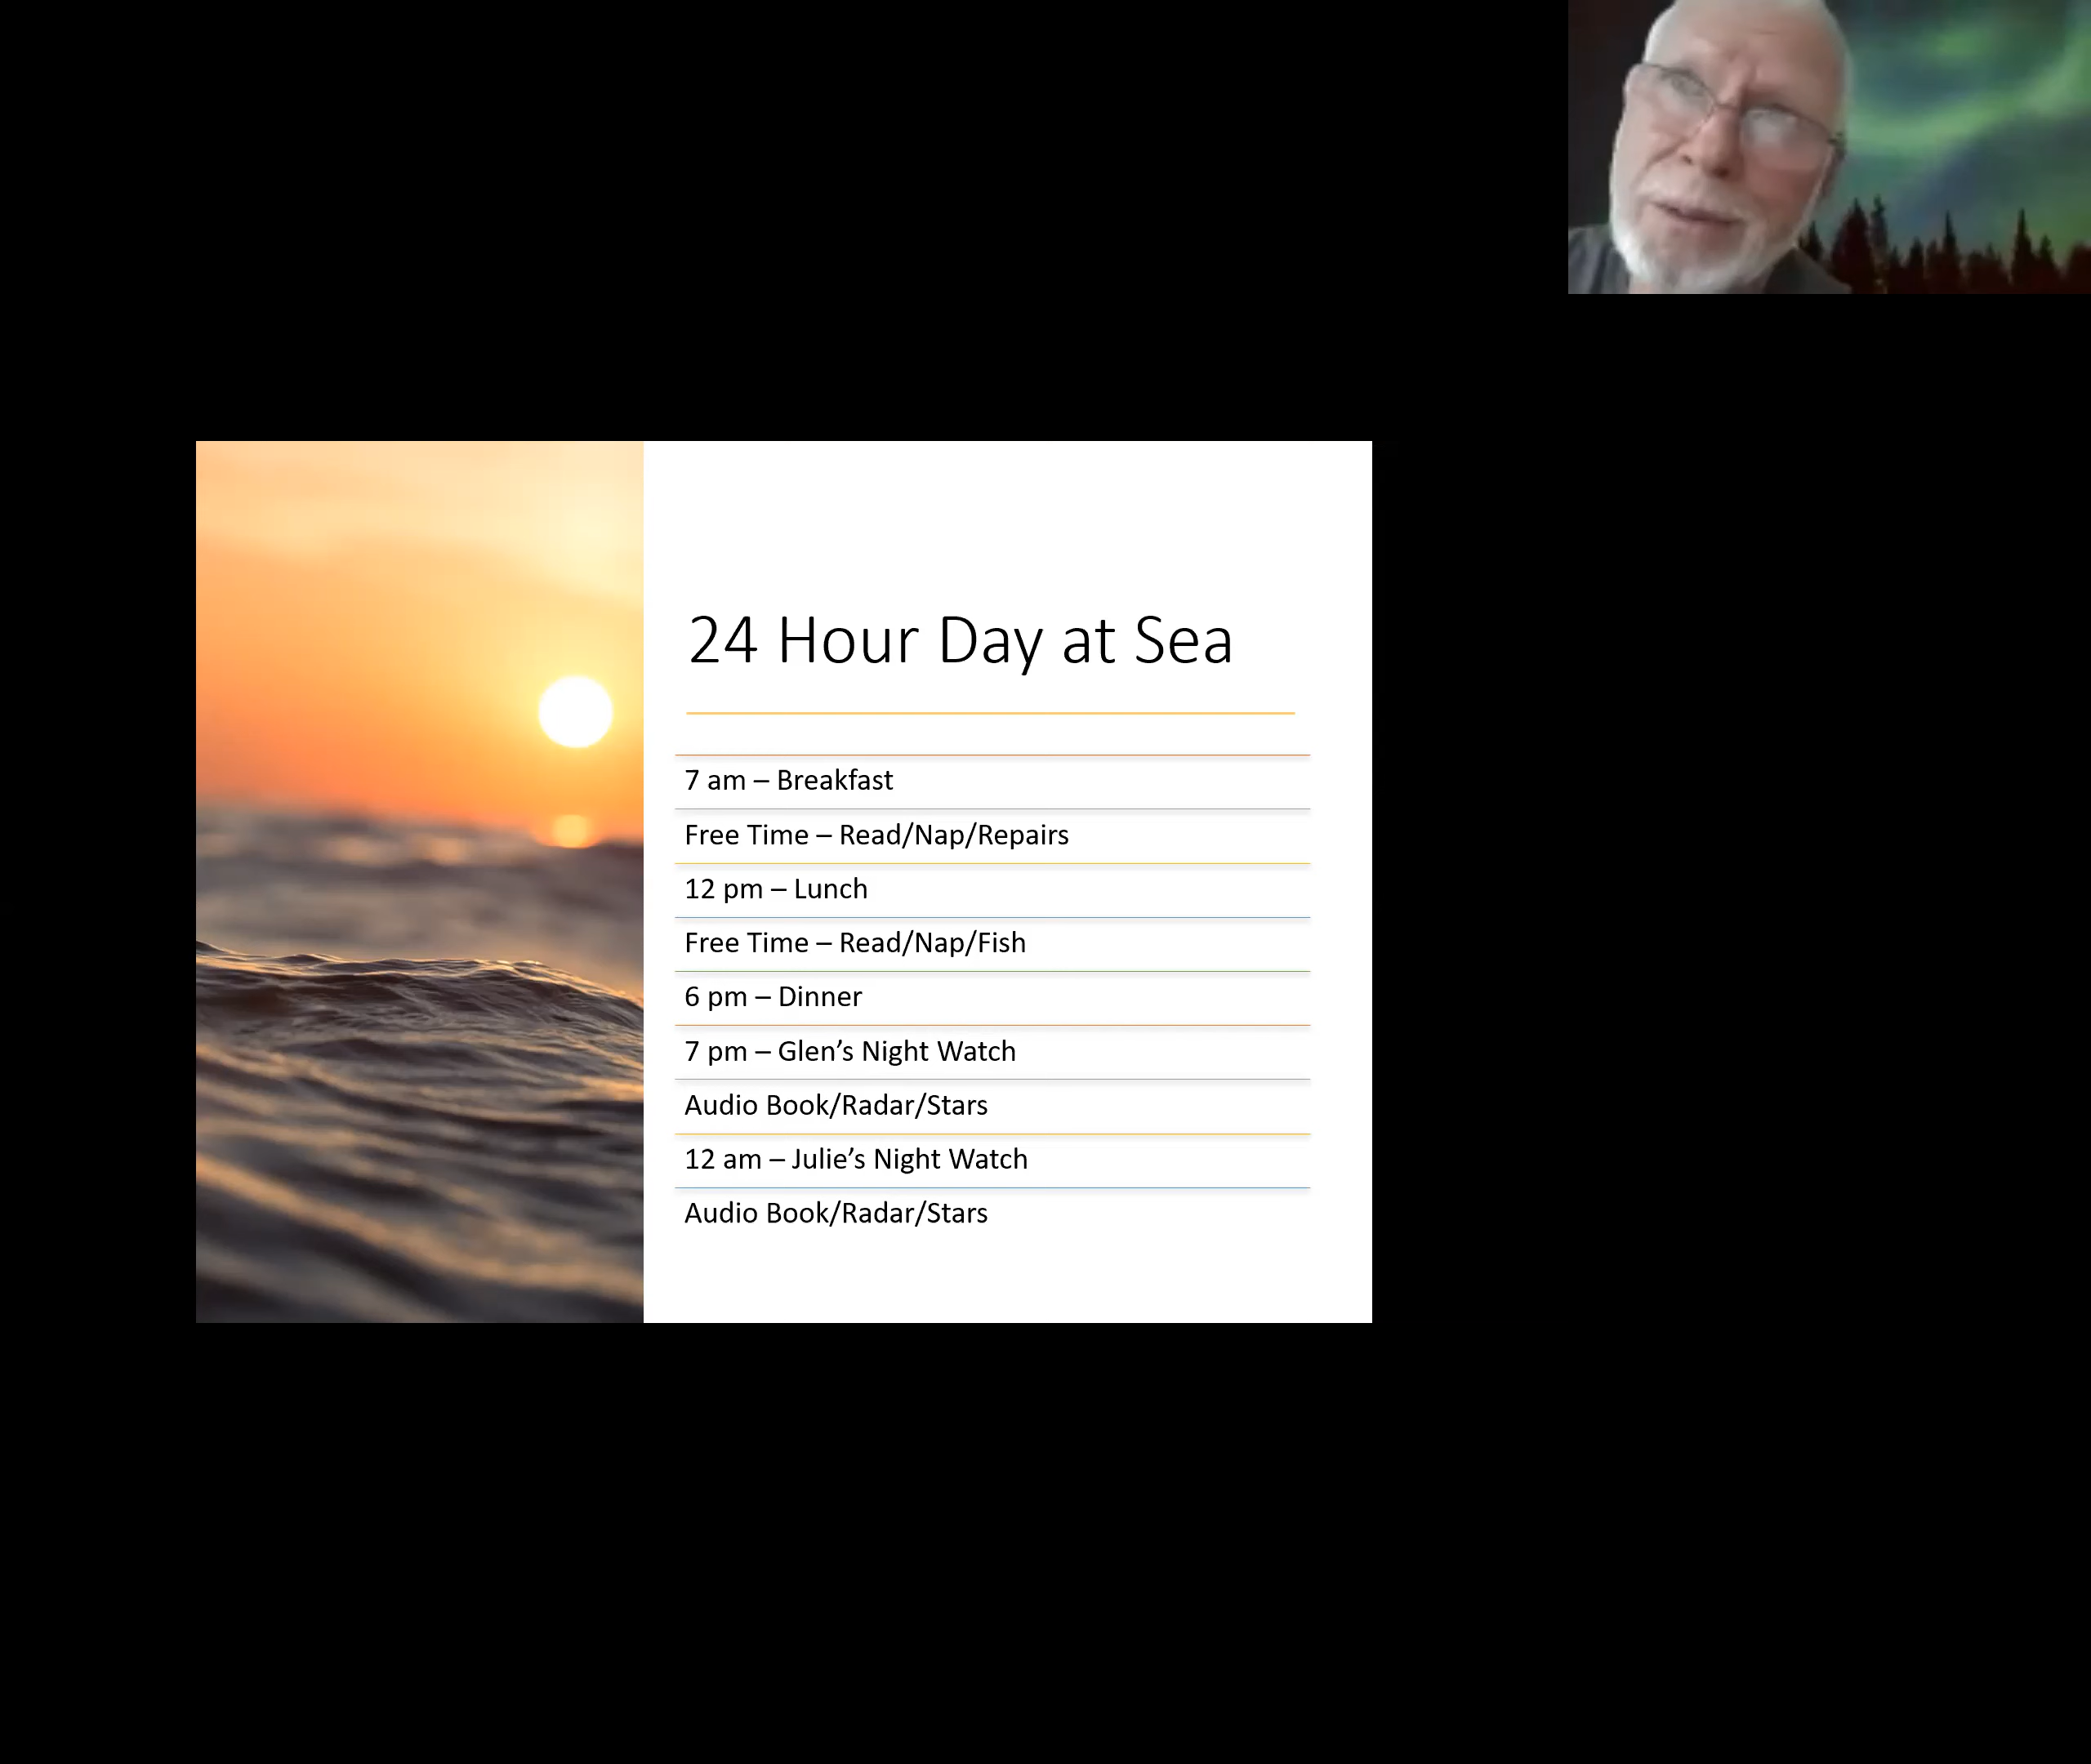 24 Hour Day at Sea
7 am – Breakfast
Free Time – Read/Nap/Repairs
12 pm – Lunch
Free Time – Read/Nap/Fish
6 pm – Dinner
7 pm – Glen’s Night Watch
Audio Book/Radar/Stars
12 am – Julie’s Night Watch
Audio Book/Radar/Stars